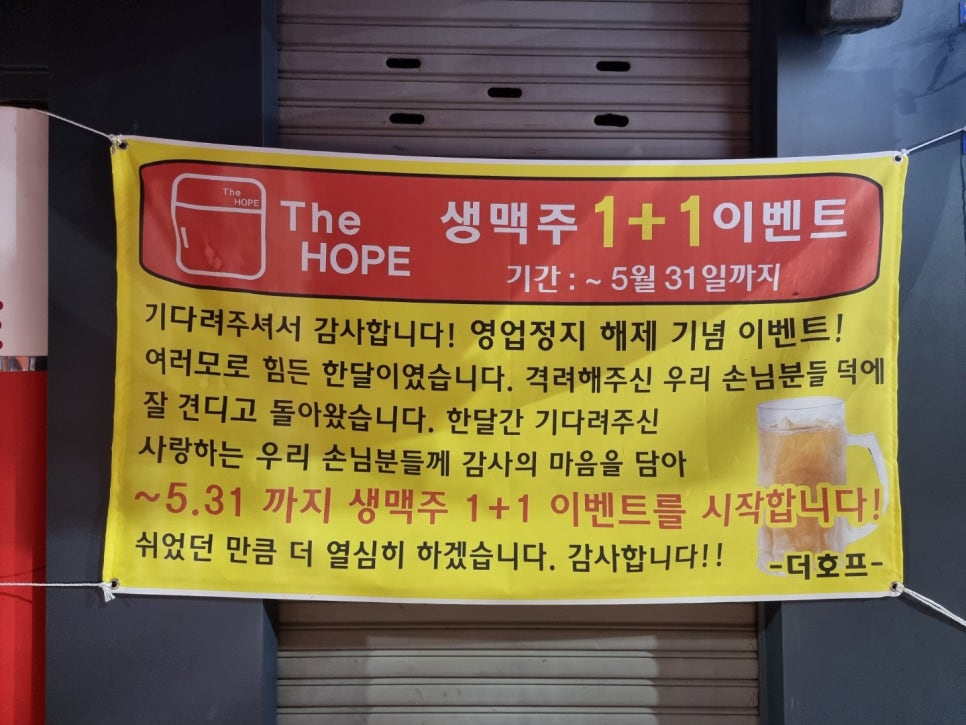 The
HOPE
The
HOPE
생맥주 1+1 이벤트
기간 : ~ 5월 31일까지
기다려주셔서 감사합니다! 영업정지 해제 기념 이벤트!
여러모로 힘든 한달이였습니다. 격려해주신 우리 손님분들 덕에
잘 견디고 돌아왔습니다. 한달간 기다려주신
사랑하는 우리 손님분들께 감사의 마음을 담아
~5.31 까지 생맥주 1+1 이벤트를 시작합니다!
쉬었던 만큼 더 열심히 하겠습니다. 감사합니다!!
-더호프-